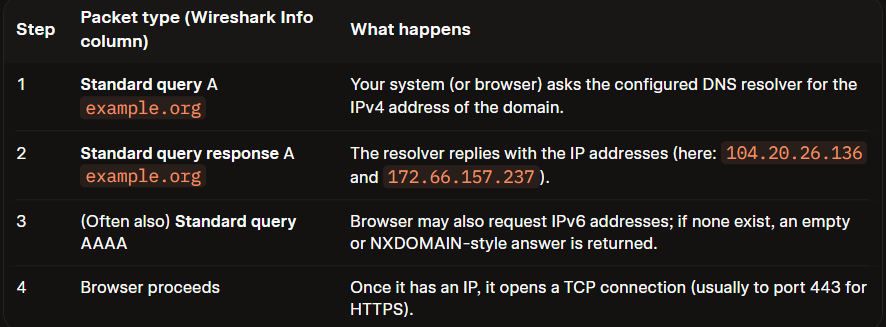 Step
Packet type (Wireshark Info
column)
What happens
1
Standard query A
example.org
Your system (or browser) asks the configured DNS resolver for the
IPv4 address of the domain.
2
Standard query response A
example.org
The resolver replies with the IP addresses (here: 104.20.26.136
and 172.66.157.237 ).
3
(Often also) Standard query
AAAA
Browser may also request IPv6 addresses; if none exist, an empty
or NXDOMAIN-style answer is returned.
4
Browser proceeds
Once it has an IP, it opens a TCP connection (usually to port 443 for
HTTPS).